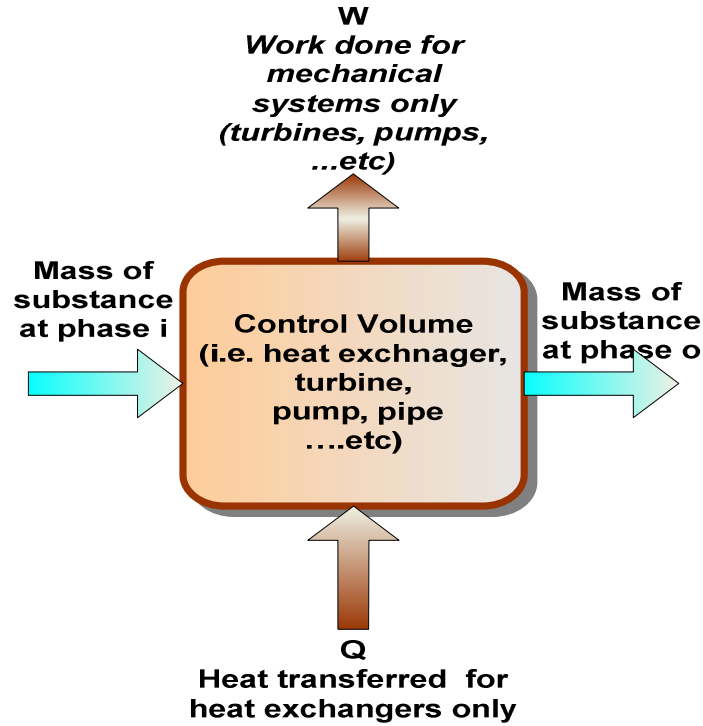 W
Work done for
mechanical
systems only
(turbines, pumps,
...etc)
Mass of
substance
at phase i
Control Volume
(i.e. heat exchnager,
turbine,
pump, pipe
….etc)
Mass of
substance
at phase o
Q
Heat transferred  for
heat exchangers only